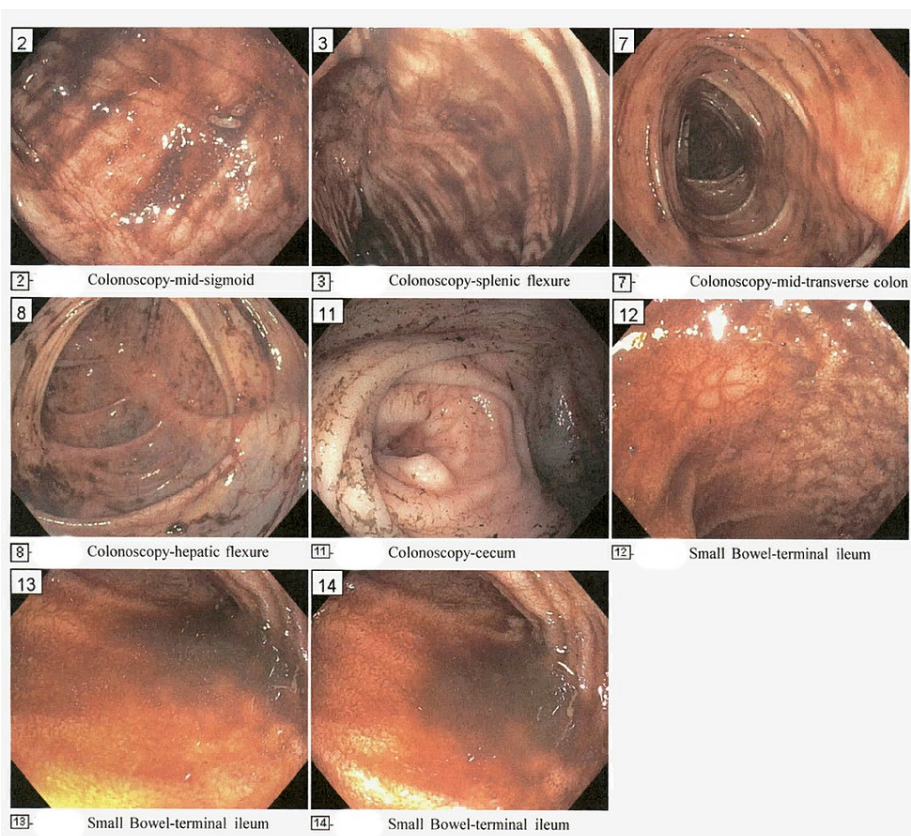 2
3
7
2- Colonoscopy-mid-sigmoid
3- Colonoscopy-splenic flexure
7- Colonoscopy-mid-transverse colon
8
11
12
8- Colonoscopy-hepatic flexure
11- Colonoscopy-cecum
12- Small Bowel-terminal ileum
13
14
13- Small Bowel-terminal ileum
14- Small Bowel-terminal ileum